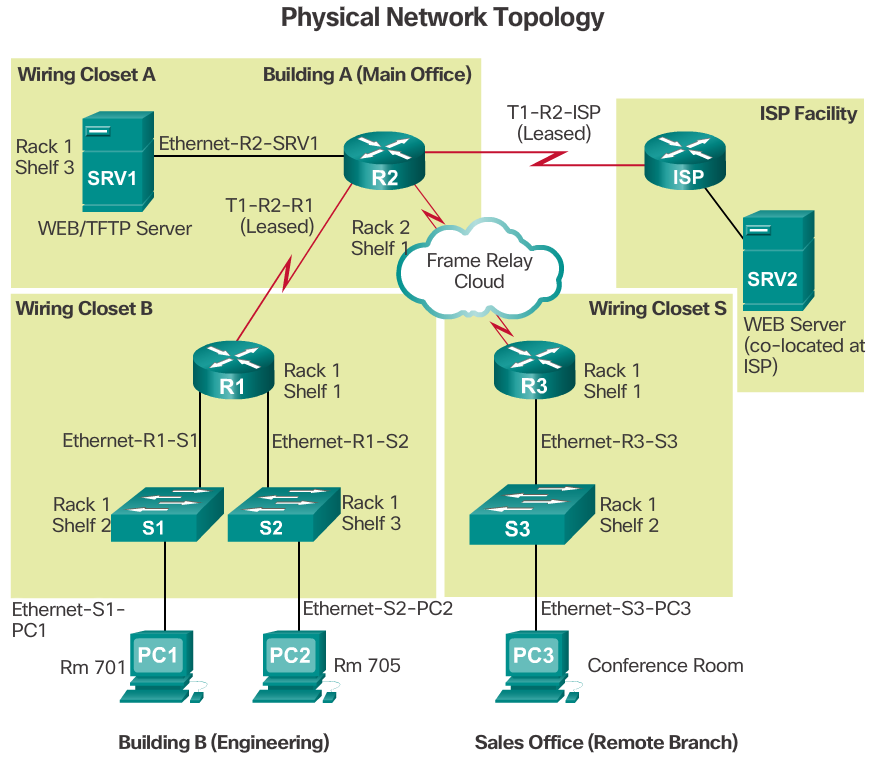 Physical Network Topology
Wiring Closet A
Building A (Main Office)
Rack 1
Shelf 3
SRV1
WEB/TFTP Server
Ethernet-R2-SRV1
R2
Rack 2
Shelf 1
T1-R2-ISP
(Leased)
ISP Facility
ISP
SRV2
WEB Server
(co-located at
ISP)
T1-R2-R1
(Leased)
Frame Relay
Cloud
Wiring Closet B
R1
Rack 1
Shelf 1
Ethernet-R1-S1
Ethernet-R1-S2
Rack 1
Shelf 2
S1
S2
Rack 1
Shelf 3
Ethernet-S1-
PC1
Ethernet-S2-PC2
Rm 701
PC1
PC2
Rm 705
Building B (Engineering)
Wiring Closet S
R3
Rack 1
Shelf 1
Ethernet-R3-S3
S3
Rack 1
Shelf 2
Ethernet-S3-PC3
PC3
Conference Room
Sales Office (Remote Branch)